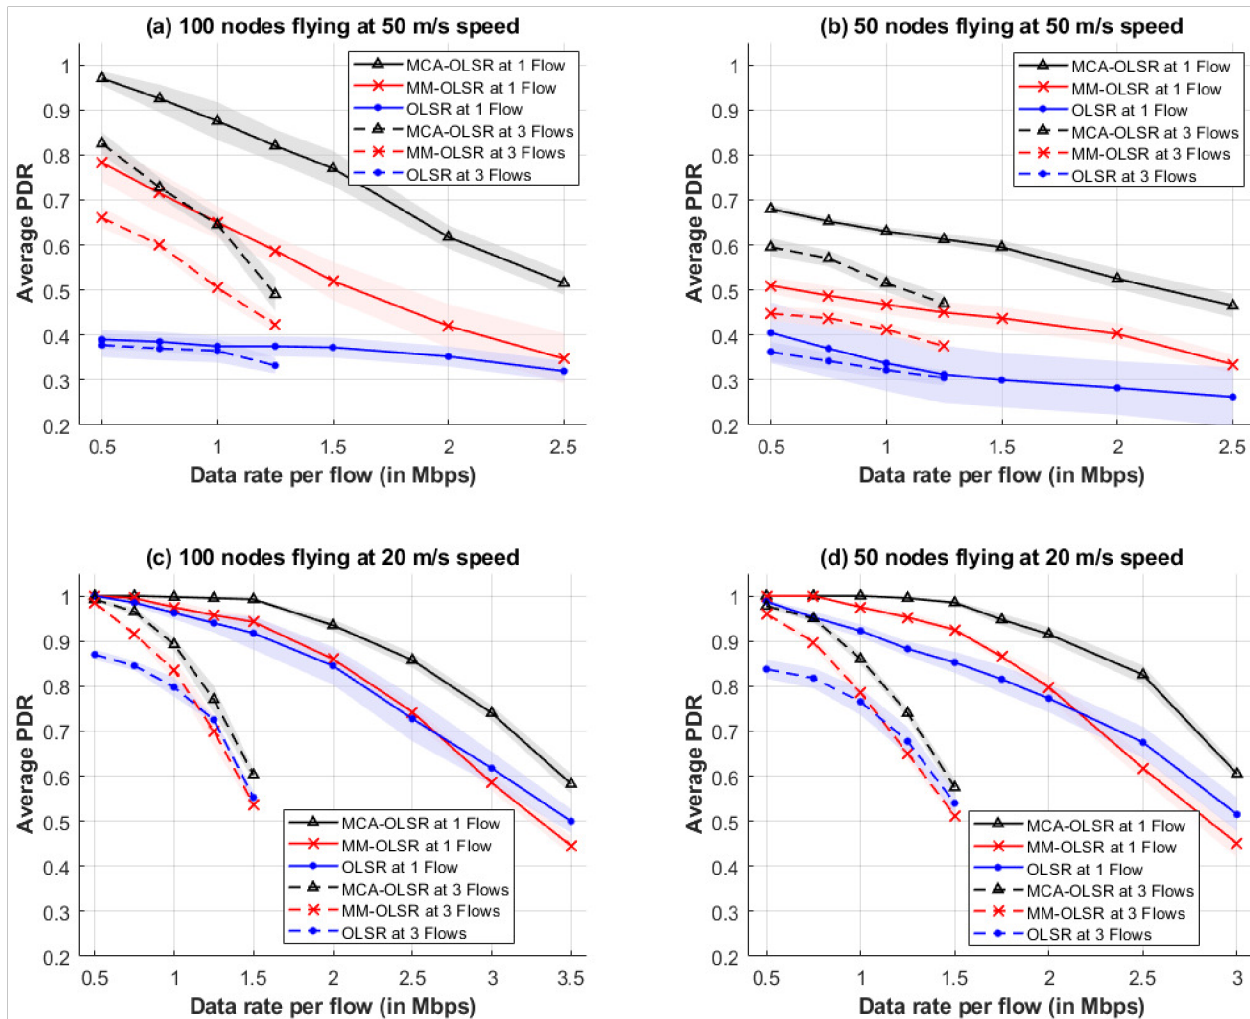 (a) 100 nodes flying at 50 m/s speed
1
0.9
0.8
0.7
0.6
0.5
0.4
0.3
0.2
Average PDR
MCA-OLSR at 1 Flow
MM-OLSR at 1 Flow
OLSR at 1 Flow
MCA-OLSR at 3 Flows
MM-OLSR at 3 Flows
OLSR at 3 Flows
0.5 1 1.5 2 2.5
Data rate per flow (in Mbps)
(b) 50 nodes flying at 50 m/s speed
1
0.9
0.8
0.7
0.6
0.5
0.4
0.3
0.2
Average PDR
MCA-OLSR at 1 Flow
MM-OLSR at 1 Flow
OLSR at 1 Flow
MCA-OLSR at 3 Flows
MM-OLSR at 3 Flows
OLSR at 3 Flows
0.5 1 1.5 2 2.5
Data rate per flow (in Mbps)
(c) 100 nodes flying at 20 m/s speed
1
0.9
0.8
0.7
0.6
0.5
0.4
0.3
0.2
Average PDR
MCA-OLSR at 1 Flow
MM-OLSR at 1 Flow
OLSR at 1 Flow
MCA-OLSR at 3 Flows
MM-OLSR at 3 Flows
OLSR at 3 Flows
0.5 1 1.5 2 2.5 3 3.5
Data rate per flow (in Mbps)
(d) 50 nodes flying at 20 m/s speed
1
0.9
0.8
0.7
0.6
0.5
0.4
0.3
0.2
Average PDR
MCA-OLSR at 1 Flow
MM-OLSR at 1 Flow
OLSR at 1 Flow
MCA-OLSR at 3 Flows
MM-OLSR at 3 Flows
OLSR at 3 Flows
0.5 1 1.5 2 2.5 3
Data rate per flow (in Mbps)